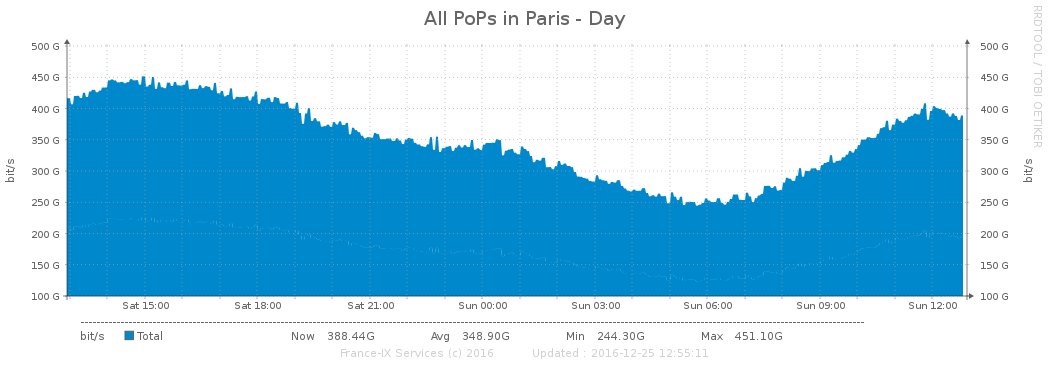 All PoPs in Paris - Day
RRDTOOL / TOBI OETIKER
bit/s
500 G 500 G
450 G 450 G
400 G 400 G
350 G 350 G
300 G 300 G
250 G 250 G
200 G 200 G
150 G 150 G
100 G 100 G
bit/s
Sat 15:00 Sat 18:00 Sat 21:00 Sun 00:00 Sun 03:00 Sun 06:00 Sun 09:00 Sun 12:00
bit/s Total Now 388.44G Avg 348.90G Min 244.30G Max 451.10G
France-IX Services (c) 2016 Updated : 2016-12-25 12:55:11